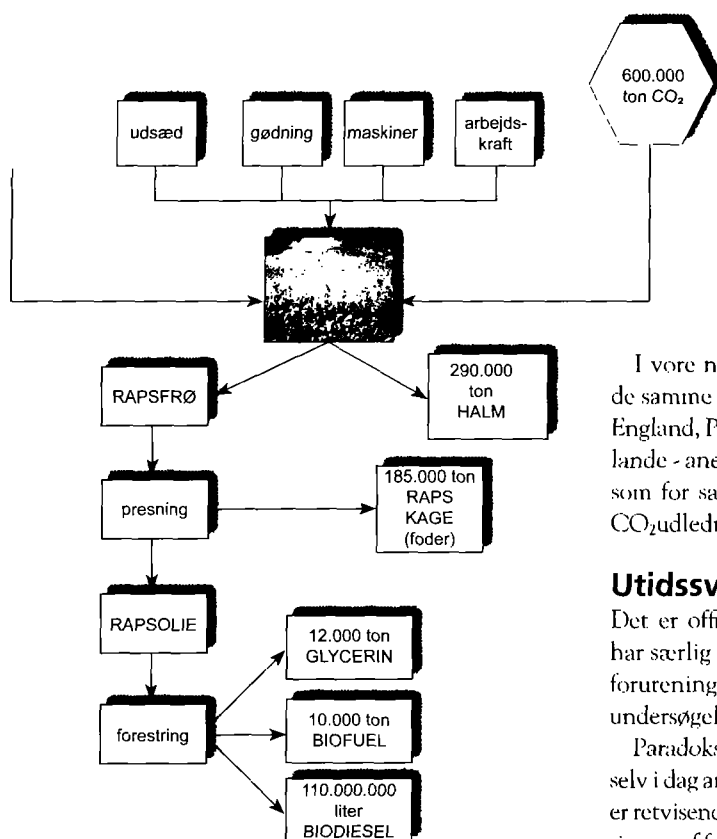 600.000
ton CO₂
udsæd
gødning
maskiner
arbejds-
kraft
RAPSFRØ
290.000
ton
HALM
presning
185.000 ton
RAPS
KAGE
(foder)
RAPSOLIE
12.000 ton
GLYCERIN
forestring
10.000 ton
BIOFUEL
110.000.000
liter
BIODIESEL
I vore n
de samme
England, P
lande - ane
som for sa
CO₂udledn
Utidssv
Det er offi
har særlig
forurening
undersøgel
Paradoks
selv i dag an
er retvisend